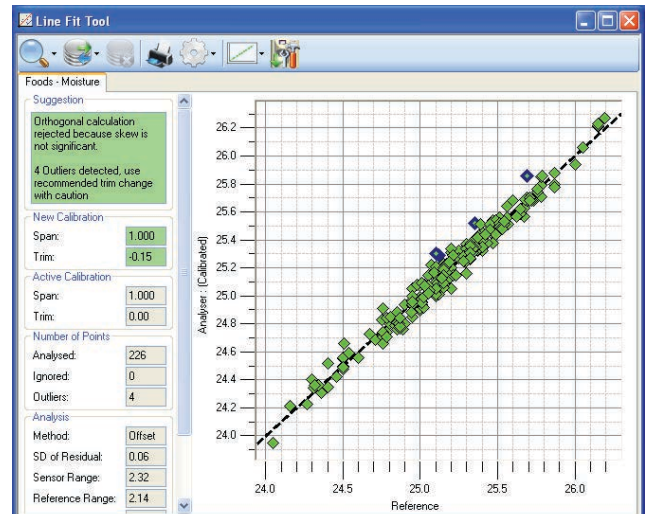 Line Fit Tool
Foods - Moisture
Suggestion
Orthogonal calculation
rejected because skew is
not significant.
4 Outliers detected, use
recommended trim change
with caution
New Calibration
Span: 1.000
Trim: -0.15
Active Calibration
Span: 1.000
Trim: 0.00
Number of Points
Analysed: 226
Ignored: 0
Outliers: 4
Analysis
Method: Offset
SD of Residual: 0.06
Sensor Range: 2.32
Reference Range: 2.14
Analyser : (Calibrated)
26.2
26.0
25.8
25.6
25.4
25.2
25.0
24.8
24.6
24.4
24.2
24.0
24.0 24.5 25.0 25.5 26.0
Reference